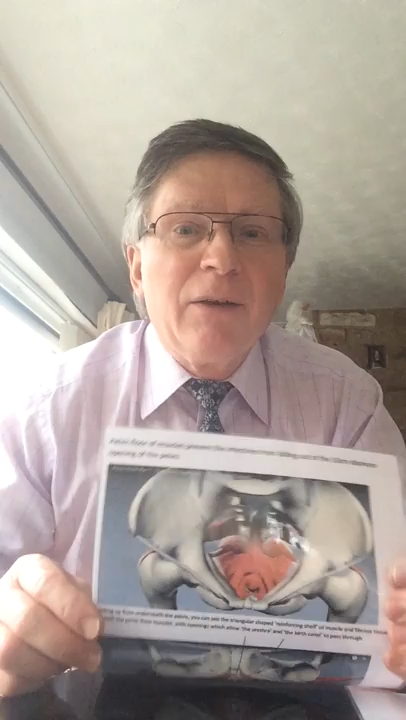 Pelvic floor of muscles prevent the intestines from falling out of the 10cm diameter
opening of the pelvis
up from underneath the pelvis, you can see the triangular shaped "reinforcing shelf" of muscle and fibrous tissue
the pelvic floor muscles, with openings which allow 'the urethra' and 'the birth canal' to pass through